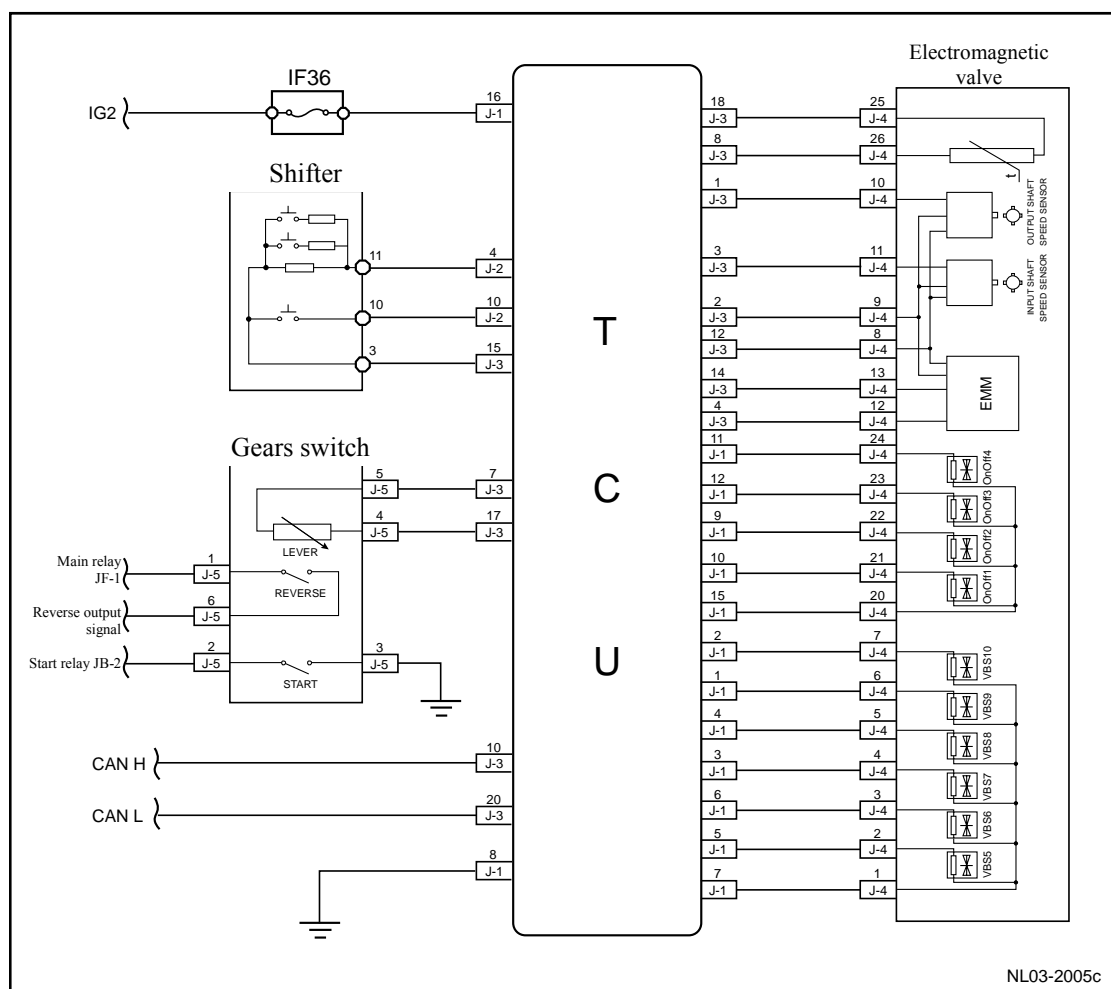 IF36
IG2
16
J-1
Shifter
11
4
J-2
10
10
J-2
3
15
J-3
Gears switch
5
J-5
7
J-3
4
J-5
17
J-3
LEVER
Main relay
JF-1
1
J-5
REVERSE
Reverse output
signal
6
J-5
Start relay JB-2
2
J-5
3
J-5
START
CAN H
10
J-3
CAN L
20
J-3
8
J-1
T
C
U
Electromagnetic
valve
18
J-3
25
J-4
8
J-3
26
J-4
t
1
J-3
10
J-4
OUTPUT SHAFT
SPEED SENSOR
3
J-3
11
J-4
INPUT SHAFT
SPEED SENSOR
2
J-3
9
J-4
12
J-3
8
J-4
14
J-3
13
J-4
EMM
4
J-3
12
J-4
11
J-1
24
J-4
OnOff4
12
J-1
23
J-4
OnOff3
9
J-1
22
J-4
OnOff2
10
J-1
21
J-4
OnOff1
15
J-1
20
J-4
2
J-1
7
J-4
VBS10
1
J-1
6
J-4
VBS9
4
J-1
5
J-4
VBS8
3
J-1
4
J-4
VBS7
6
J-1
3
J-4
VBS6
5
J-1
2
J-4
VBS5
7
J-1
1
J-4
NL03-2005c